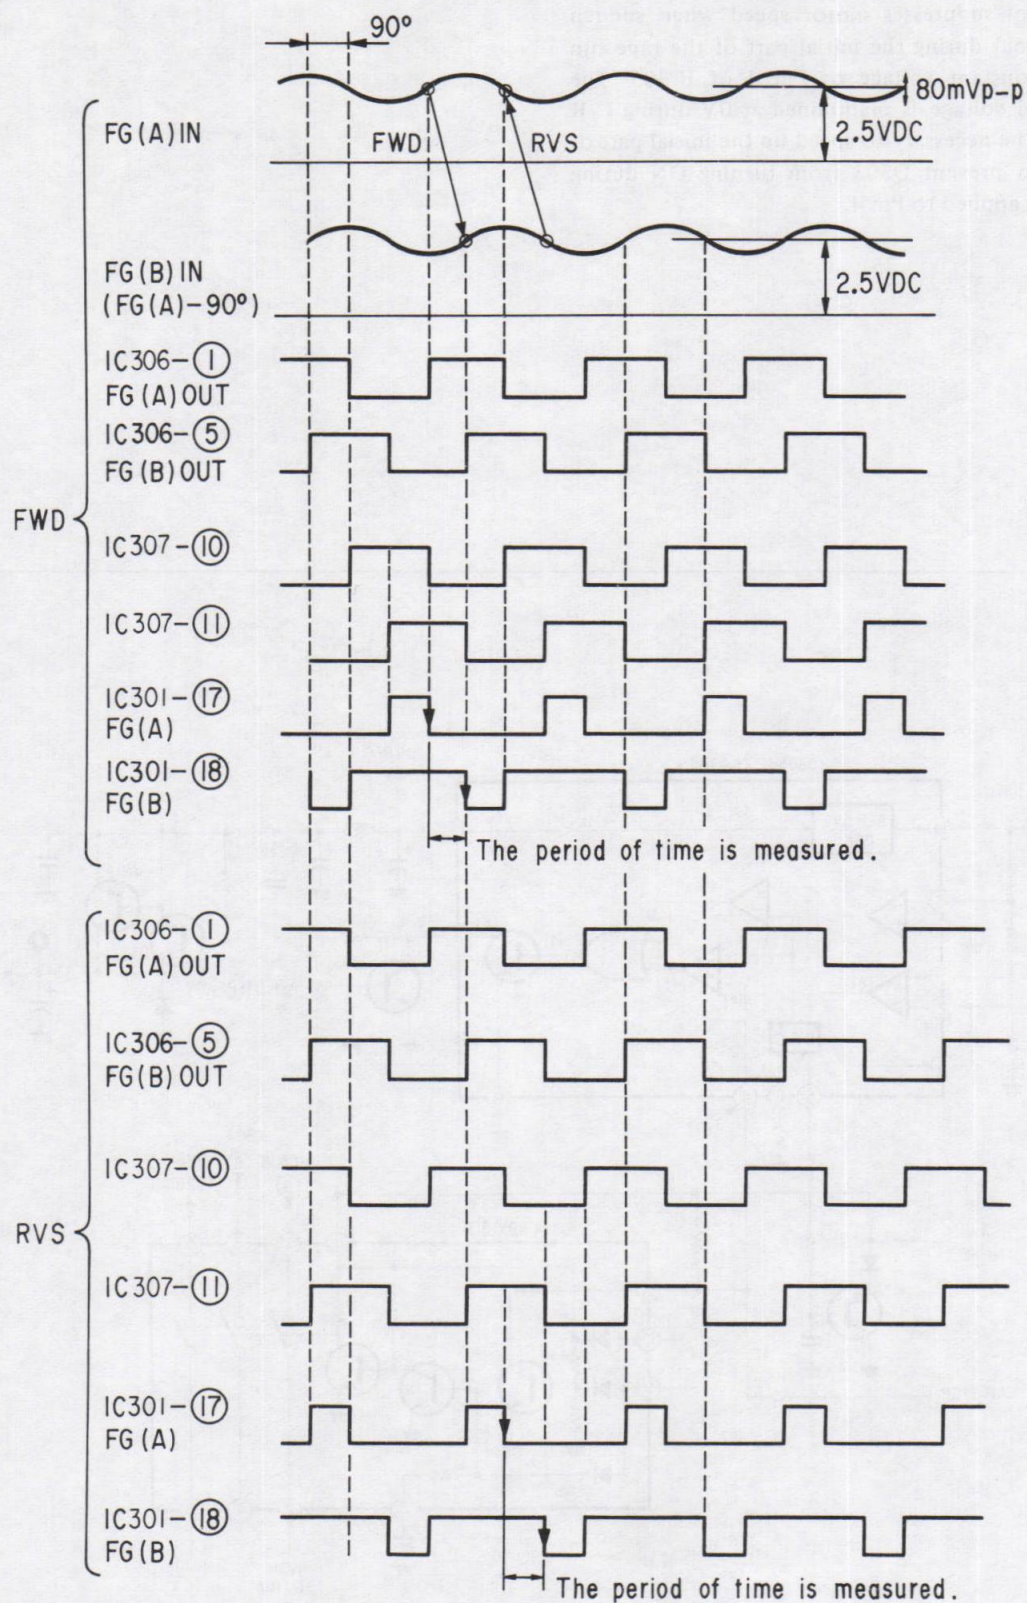 90°
80mVp-p
FG(A)IN
FWD
RVS
2.5VDC
FG(B)IN
(FG(A)-90°)
2.5VDC
IC306-①
FG(A)OUT
IC306-⑤
FG(B)OUT
FWD
IC307-⑩
IC307-⑪
IC301-⑰
FG(A)
IC301-⑱
FG(B)
The period of time is measured.
IC306-①
FG(A)OUT
IC306-⑤
FG(B)OUT
IC307-⑩
RVS
IC307-⑪
IC301-⑰
FG(A)
IC301-⑱
FG(B)
The period of time is measured.